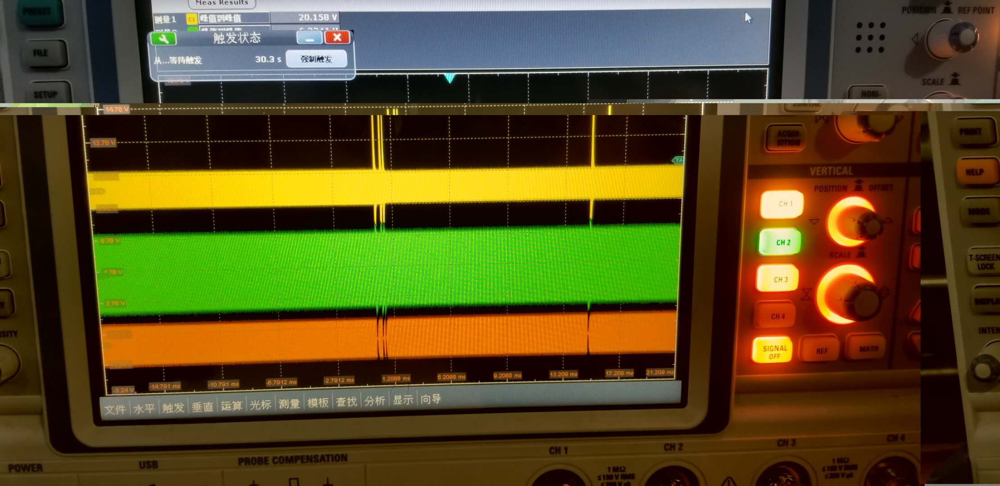 Meas Results
PRESET
POSITION REF POINT
测量1 C1 峰值到峰值 20.158 V
触发状态
FILE
从...等待触发 30.3 s 强制触发
SCALE
SETUP
HORI-
14.76 V
PRINT
ACQUI-
SITION
12.76 V
TA
VERTICAL
HELP
POSITION OFFSET
CH 1
MODE
CH 2
6.76 V
SCALE
T-SCREEN
LOCK
CH 3
2.76 V
CH 4
SIGNAL
OFF
REF
MATH
-3.24 V
-14.791 ms
-10.791 ms
-6.7912 ms
-2.7912 ms
1.2088 ms
5.2088 ms
9.2088 ms
13.209 ms
17.209 ms
21.209 ms
文件 水平 触发 垂直 运算 光标 测量 模板 查找 分析 显示 向导
POWER
USB
PROBE COMPENSATION
CH 1
CH 2
CH 3
CH 4
1 MΩ
≤150 V RMS
1 MΩ
≤150 V RMS